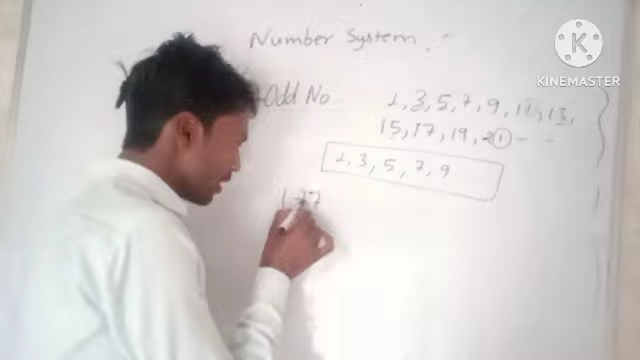 Number System :-
Odd No 1, 3, 5, 7, 9, 11, 13,
15, 17, 19, 2① - -
1, 3, 5, 7, 9
K
KINEMASTER